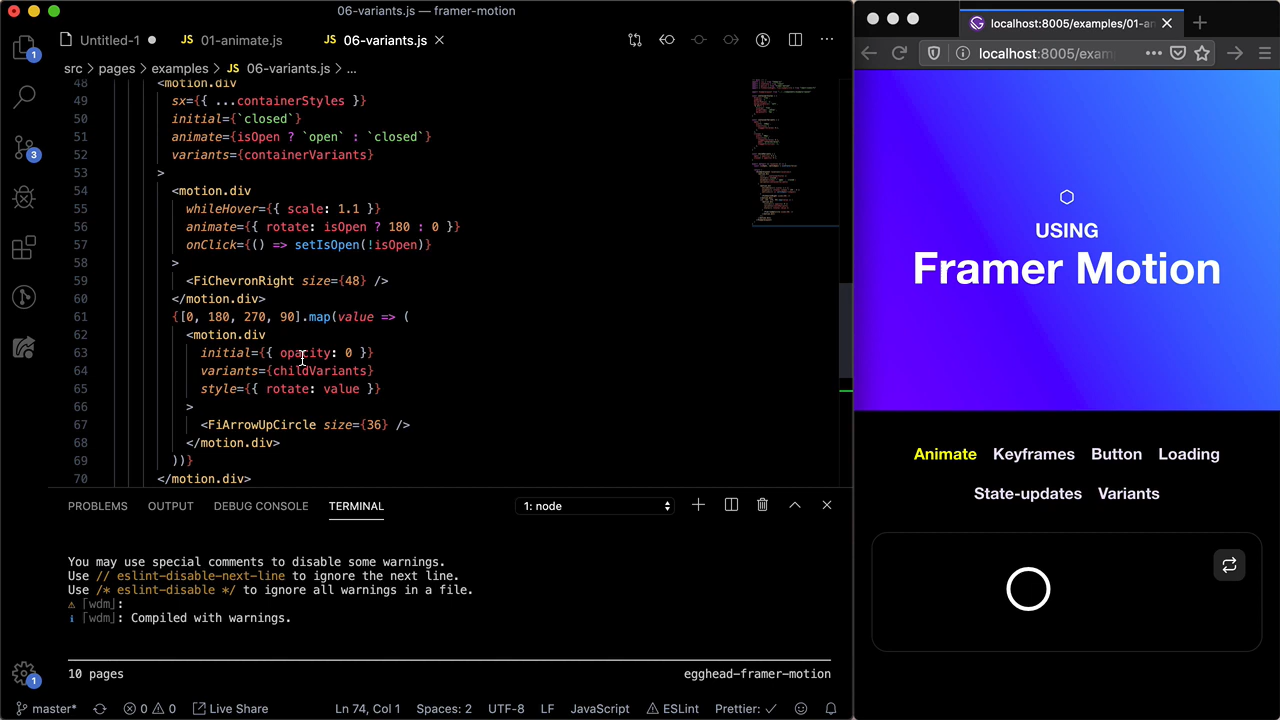 06-variants.js — framer-motion
Untitled-1
JS 01-animate.js
JS 06-variants.js
src > pages > examples > JS 06-variants.js > ...
48 <motion.div
49 sx={{ ...containerStyles }}
50 initial={`closed`}
51 animate={isOpen ? `open` : `closed`}
52 variants={containerVariants}
53 >
54 <motion.div
55 whileHover={{ scale: 1.1 }}
56 animate={{ rotate: isOpen ? 180 : 0 }}
57 onClick={() => setIsOpen(!isOpen)}
58 >
59 <FiChevronRight size={48} />
60 </motion.div>
61 {[0, 180, 270, 90].map(value => (
62 <motion.div
63 initial={{ opacity: 0 }}
64 variants={childVariants}
65 style={{ rotate: value }}
66 >
67 <FiArrowUpCircle size={36} />
68 </motion.div>
69 ))}
70 </motion.div>
1
3
1
PROBLEMS OUTPUT DEBUG CONSOLE TERMINAL
1: node
You may use special comments to disable some warnings.
Use // eslint-disable-next-line to ignore the next line.
Use /* eslint-disable */ to ignore all warnings in a file.
⚠ ｢wdm｣:
ℹ ｢wdm｣: Compiled with warnings.
10 pages egghead-framer-motion
master* 0 0 Live Share Ln 74, Col 1 Spaces: 2 UTF-8 LF JavaScript ESLint Prettier: ✓
localhost:8005/examples/01-an
localhost:8005/exam
USING
Framer Motion
Animate Keyframes Button Loading
State-updates Variants